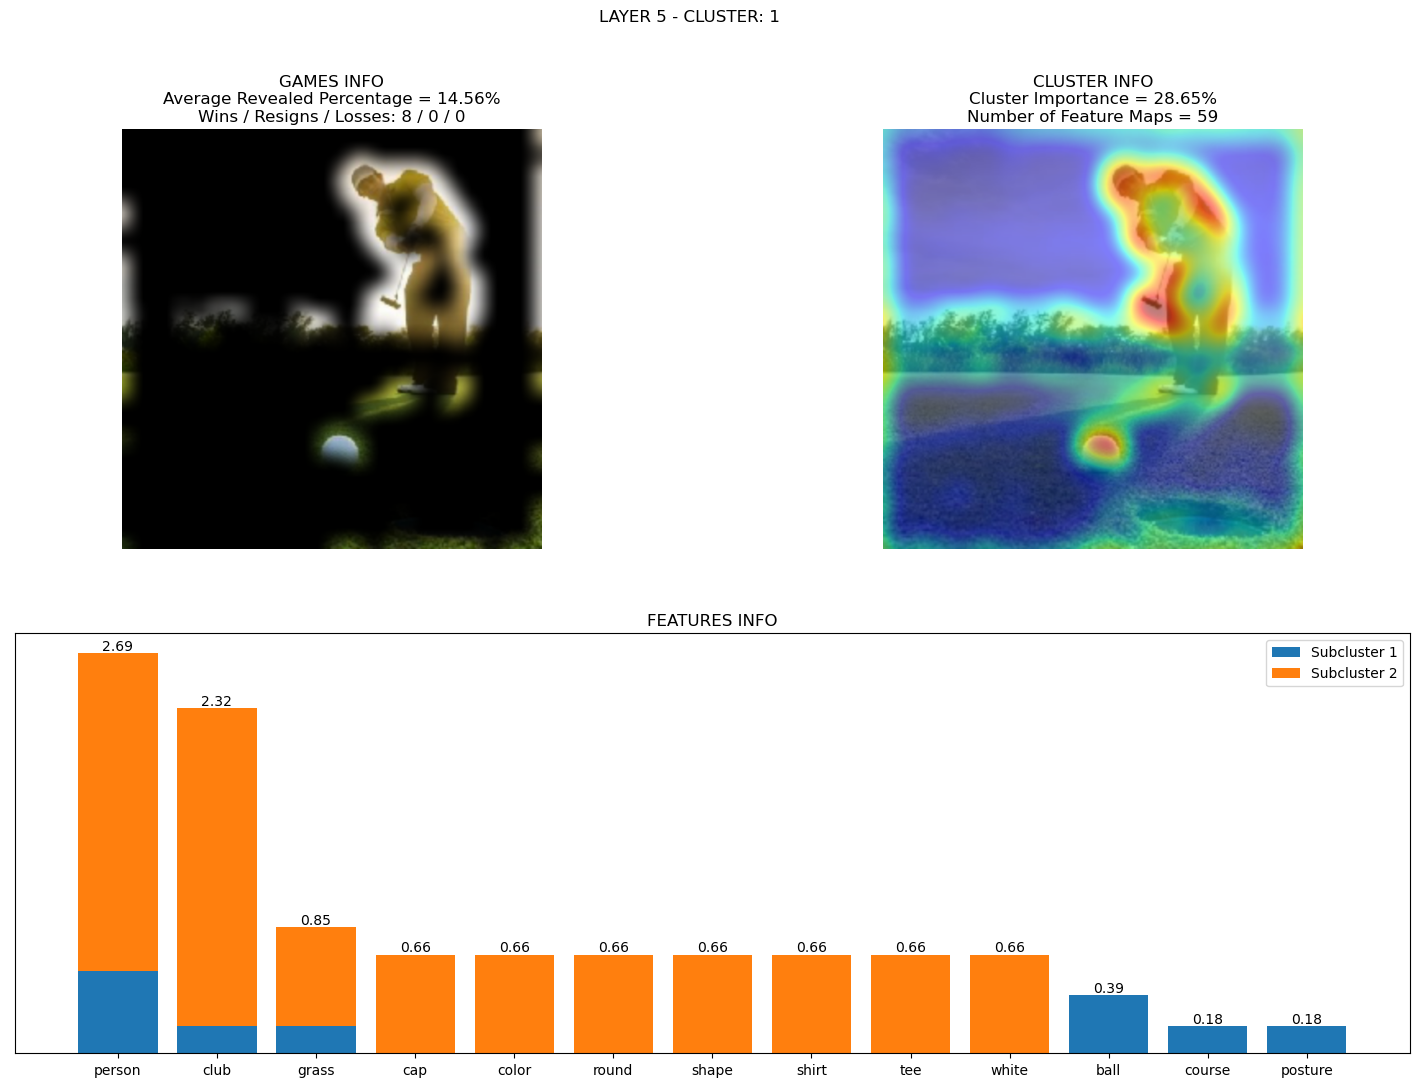 LAYER 5 - CLUSTER: 1
GAMES INFO
Average Revealed Percentage = 14.56%
Wins / Resigns / Losses: 8 / 0 / 0
CLUSTER INFO
Cluster Importance = 28.65%
Number of Feature Maps = 59
FEATURES INFO
Subcluster 1
Subcluster 2
2.69
2.32
0.85
0.66
0.66
0.66
0.66
0.66
0.66
0.66
0.39
0.18
0.18
person club grass cap color round shape shirt tee white ball course posture